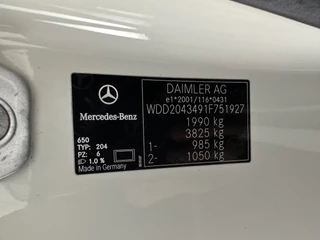 DAIMLER AG
e1*2001/116*0431
WDD2043491F751927
1990 kg
3825 kg
1- 985 kg
2- 1050 kg
Mercedes-Benz
650
TYP: 204
PZ: 6
1.0 %
Made in Germany